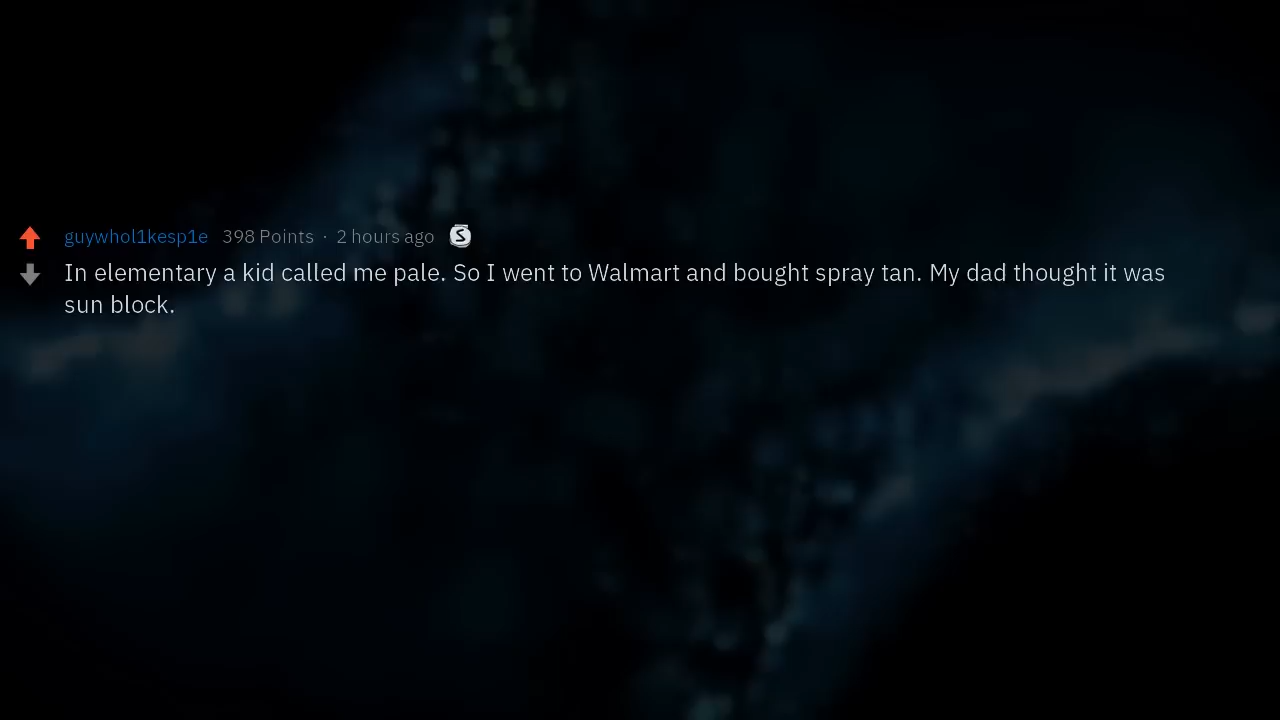 guywhol1kesp1e 398 Points · 2 hours ago S
In elementary a kid called me pale. So I went to Walmart and bought spray tan. My dad thought it was
sun block.